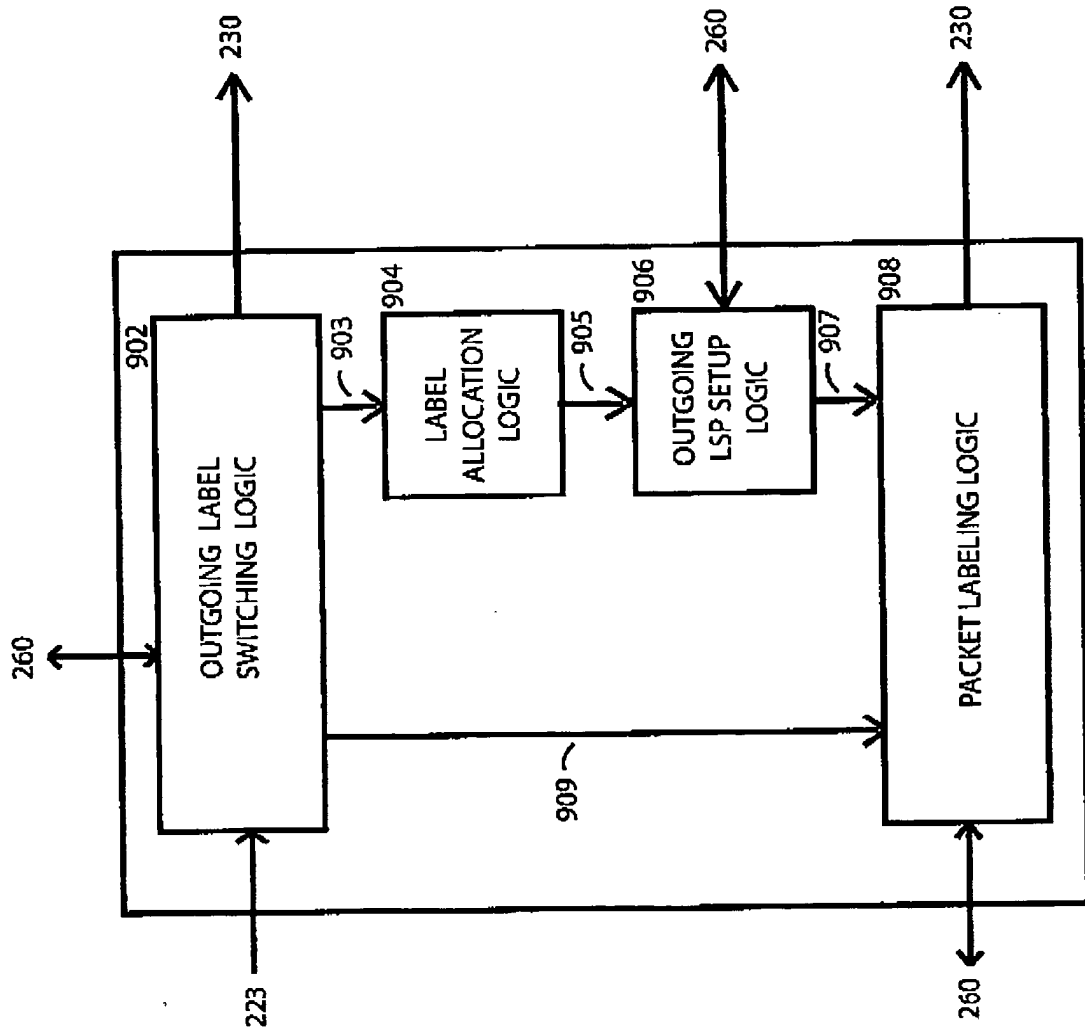 260
902
OUTGOING LABEL
SWITCHING LOGIC
223
230
903
904
LABEL
ALLOCATION
LOGIC
909
905
906
OUTGOING
LSP SETUP
LOGIC
260
907
908
260
PACKET LABELING LOGIC
230